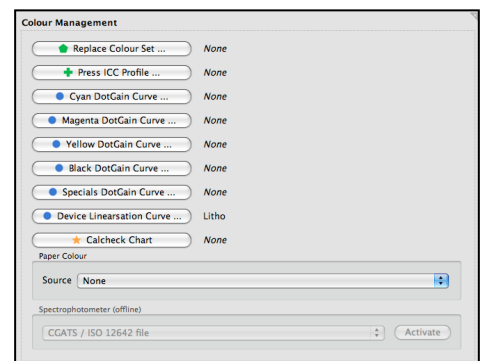 Colour Management
Replace Colour Set ... None
Press ICC Profile ... None
Cyan DotGain Curve ... None
Magenta DotGain Curve ... None
Yellow DotGain Curve ... None
Black DotGain Curve ... None
Specials DotGain Curve ... None
Device Linearsation Curve ... Litho
Calcheck Chart None
Paper Colour
Source None
Spectrophotometer (offline)
CGATS / ISO 12642 file Activate